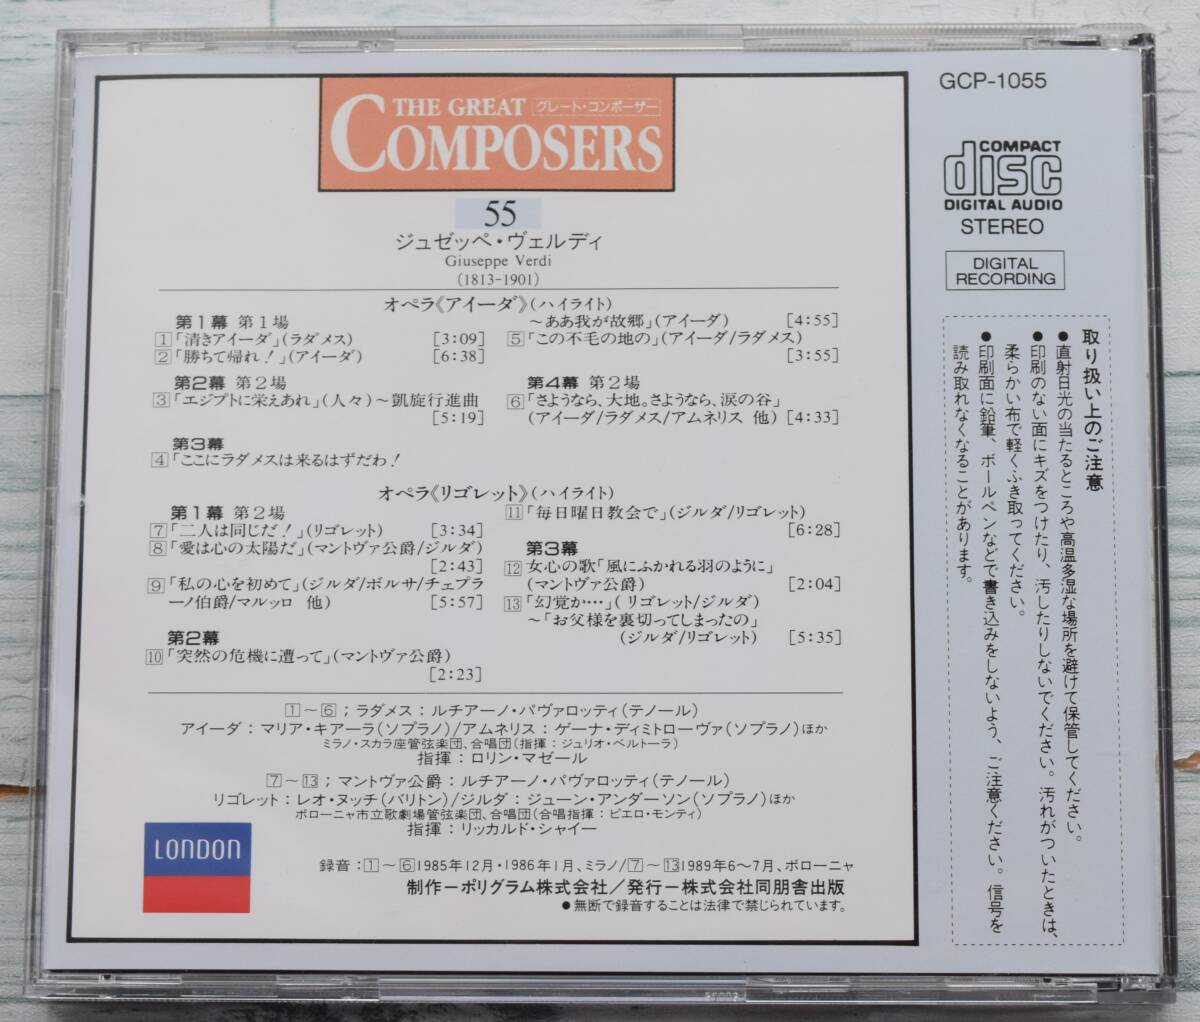 THE GREAT グレート・コンポーザー
COMPOSERS
55
ジュゼッペ・ヴェルディ
Giuseppe Verdi
(1813-1901)
オペラ《アイーダ》(ハイライト)
第1幕 第1場
1「清きアイーダ」(ラダメス) [3:09]
2「勝ちて帰れ!」(アイーダ) [6:38]
第2幕 第2場
3「エジプトに栄えあれ」(人々)~凱旋行進曲
[5:19]
第3幕
4「ここにラダメスは来るはずだわ!
~ああ我が故郷」(アイーダ) [4:55]
5「この不毛の地の」(アイーダ/ラダメス)
[3:55]
第4幕 第2場
6「さようなら、大地。さようなら、涙の谷」
(アイーダ/ラダメス/アムネリス 他) [4:33]
オペラ《リゴレット》(ハイライト)
第1幕 第2場
7「二人は同じだ!」(リゴレット) [3:34]
8「愛は心の太陽だ」(マントヴァ公爵/ジルダ)
[2:43]
9「私の心を初めて」(ジルダ/ボルサ/チェプラ
ーノ伯爵/マルッロ 他) [5:57]
第2幕
10「突然の危機に遭って」(マントヴァ公爵)
[2:23]
11「毎日曜日教会で」(ジルダ/リゴレット)
[6:28]
第3幕
12 女心の歌「風にふかれる羽のように」
(マントヴァ公爵) [2:04]
13「幻覚か…」( リゴレット/ジルダ)
~「お父様を裏切ってしまったの」
(ジルダ/リゴレット) [5:35]
1~6;ラダメス:ルチアーノ・パヴァロッティ(テノール)
アイーダ:マリア・キアーラ(ソプラノ)/アムネリス:ゲーナ・ディミトローヴァ(ソプラノ)ほか
ミラノ・スカラ座管弦楽団、合唱団(指揮:ジュリオ・ベルトーラ)
指揮:ロリン・マゼール
7~13;マントヴァ公爵:ルチアーノ・パヴァロッティ(テノール)
リゴレット:レオ・ヌッチ(バリトン)/ジルダ:ジューン・アンダーソン(ソプラノ)ほか
ボローニャ市立歌劇場管弦楽団、合唱団(合唱指揮:ピエロ・モンティ)
指揮:リッカルド・シャイー
LONDON
録音:1~6 1985年12月・1986年1月、ミラノ/7~13 1989年6~7月、ボローニャ
制作ーポリグラム株式会社/発行ー株式会社同朋舎出版
●無断で録音することは法律で禁じられています。
GCP-1055
COMPACT
disc
DIGITAL AUDIO
STEREO
DIGITAL
RECORDING
取り扱い上のご注意
●直射日光の当たるところや高温多湿な場所を避けて保管してください。
●印刷のない面にキズをつけたり、汚したりしないでください。汚れがついたときは、
柔らかい布で軽くふき取ってください。
●印刷面に鉛筆、ボールペンなどで書き込みをしないよう、ご注意ください。信号を
読み取れなくなることがあります。